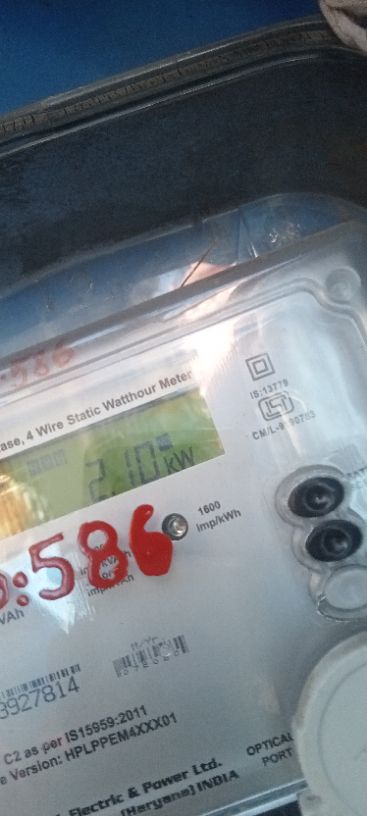 :586
ase, 4 Wire Static Watthour Meter
IS:13779
2.10 kW
1600
imp/kWh
:586
VAh
3927814
C2 as per IS15959:2011
e Version: HPLPPEM4XXX01
OPTICAL
PORT
Electric & Power Ltd.
[Haryana] INDIA